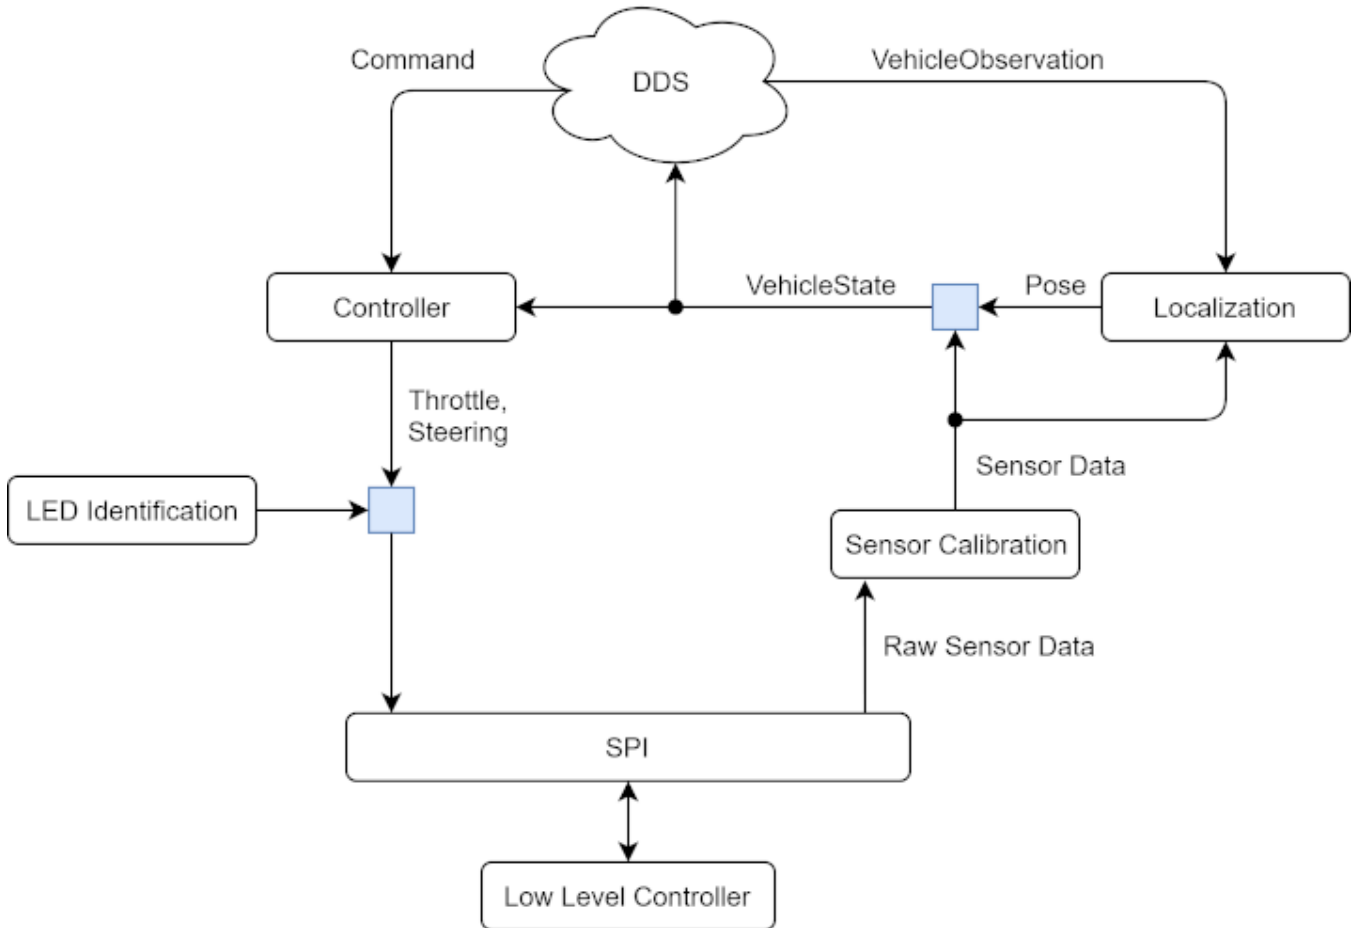 Command
DDS
VehicleObservation
Controller
VehicleState
Pose
Localization
Throttle,
Steering
Sensor Data
LED Identification
Sensor Calibration
Raw Sensor Data
SPI
Low Level Controller